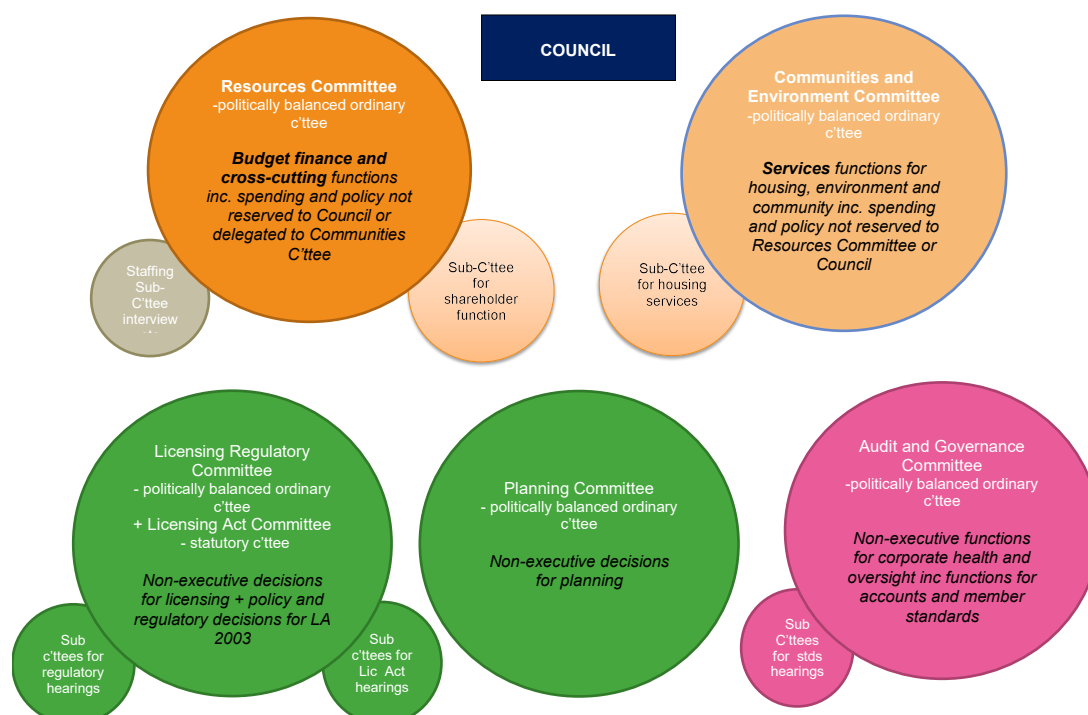 COUNCIL
Resources Committee
-politically balanced ordinary
c'ttee
Budget finance and
cross-cutting functions
inc. spending and policy not
reserved to Council or
delegated to Communities
C'ttee
Communities and
Environment Committee
-politically balanced ordinary
c'ttee
Services functions for
housing, environment and
community inc. spending
and policy not reserved to
Resources Committee or
Council
Staffing
Sub-
C'ttee
interview
Sub-C'ttee
for
shareholder
function
Sub-C'ttee
for housing
services
Licensing Regulatory
Committee
- politically balanced ordinary
c'ttee
+ Licensing Act Committee
- statutory c'ttee
Non-executive decisions
for licensing + policy and
regulatory decisions for LA
2003
Planning Committee
- politically balanced ordinary
c'ttee
Non-executive decisions
for planning
Audit and Governance
Committee
-politically balanced ordinary
c'ttee
Non-executive functions
for corporate health and
oversight inc functions for
accounts and member
standards
Sub
c'ttees for
regulatory
hearings
Sub
c'ttees for
Lic Act
hearings
Sub
C'ttees
for stds
hearings